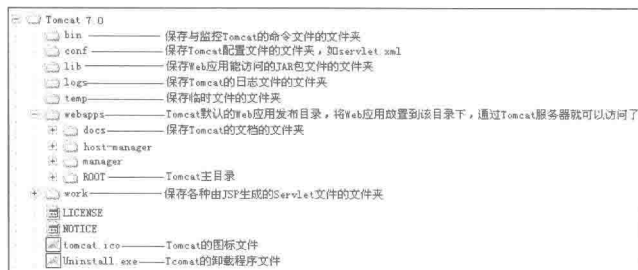 Tomcat 7.0
bin 保存与监控Tomcat的命令文件的文件夹
conf 保存Tomcat配置文件的文件夹，如servlet.xml
lib 保存Web应用能访问的JAR包文件的文件夹
logs 保存Tomcat的日志文件的文件夹
temp 保存临时文件的文件夹
webapps Tomcat默认的Web应用发布目录，将Web应用放置到该目录下，通过Tomcat服务器就可以访问了
docs 保存Tomcat的文档的文件夹
host-manager
manager
ROOT Tomcat主目录
work 保存各种由JSP生成的Servlet文件的文件夹
LICENSE
NOTICE
tomcat.ico Tomcat的图标文件
Uninstall.exe Tcomat的卸载程序文件